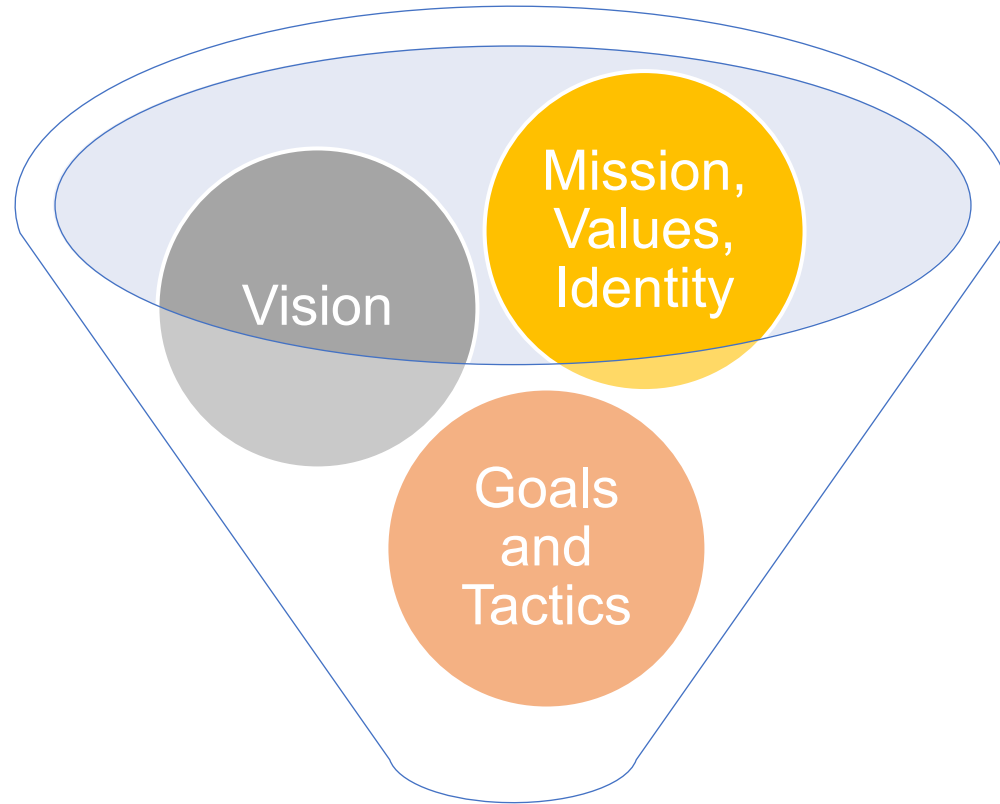 Mission,
Values,
Identity
Vision
Goals
and
Tactics